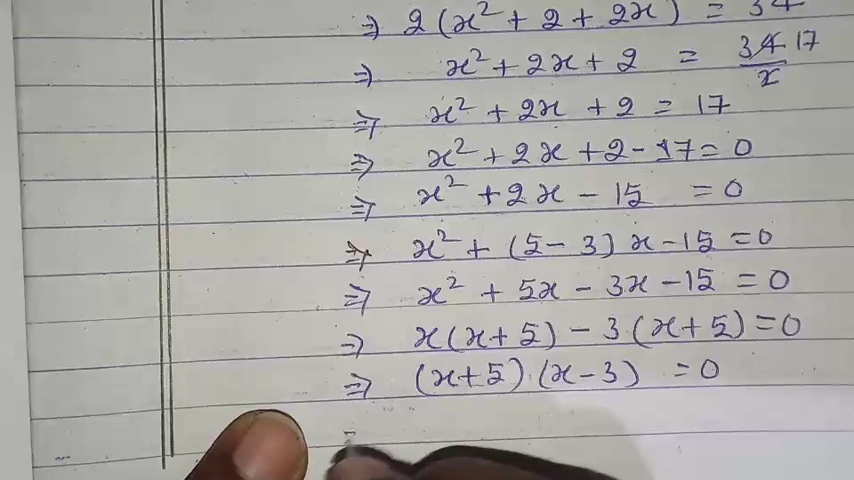 ⇒ 2(x² + 2 + 2x) = 34
⇒ x² + 2x + 2 = 34/2 17
⇒ x² + 2x + 2 = 17
⇒ x² + 2x + 2 - 17 = 0
⇒ x² + 2x - 15 = 0
⇒ x² + (5 - 3) x - 15 = 0
⇒ x² + 5x - 3x - 15 = 0
⇒ x(x + 5) - 3(x + 5) = 0
⇒ (x + 5) (x - 3) = 0